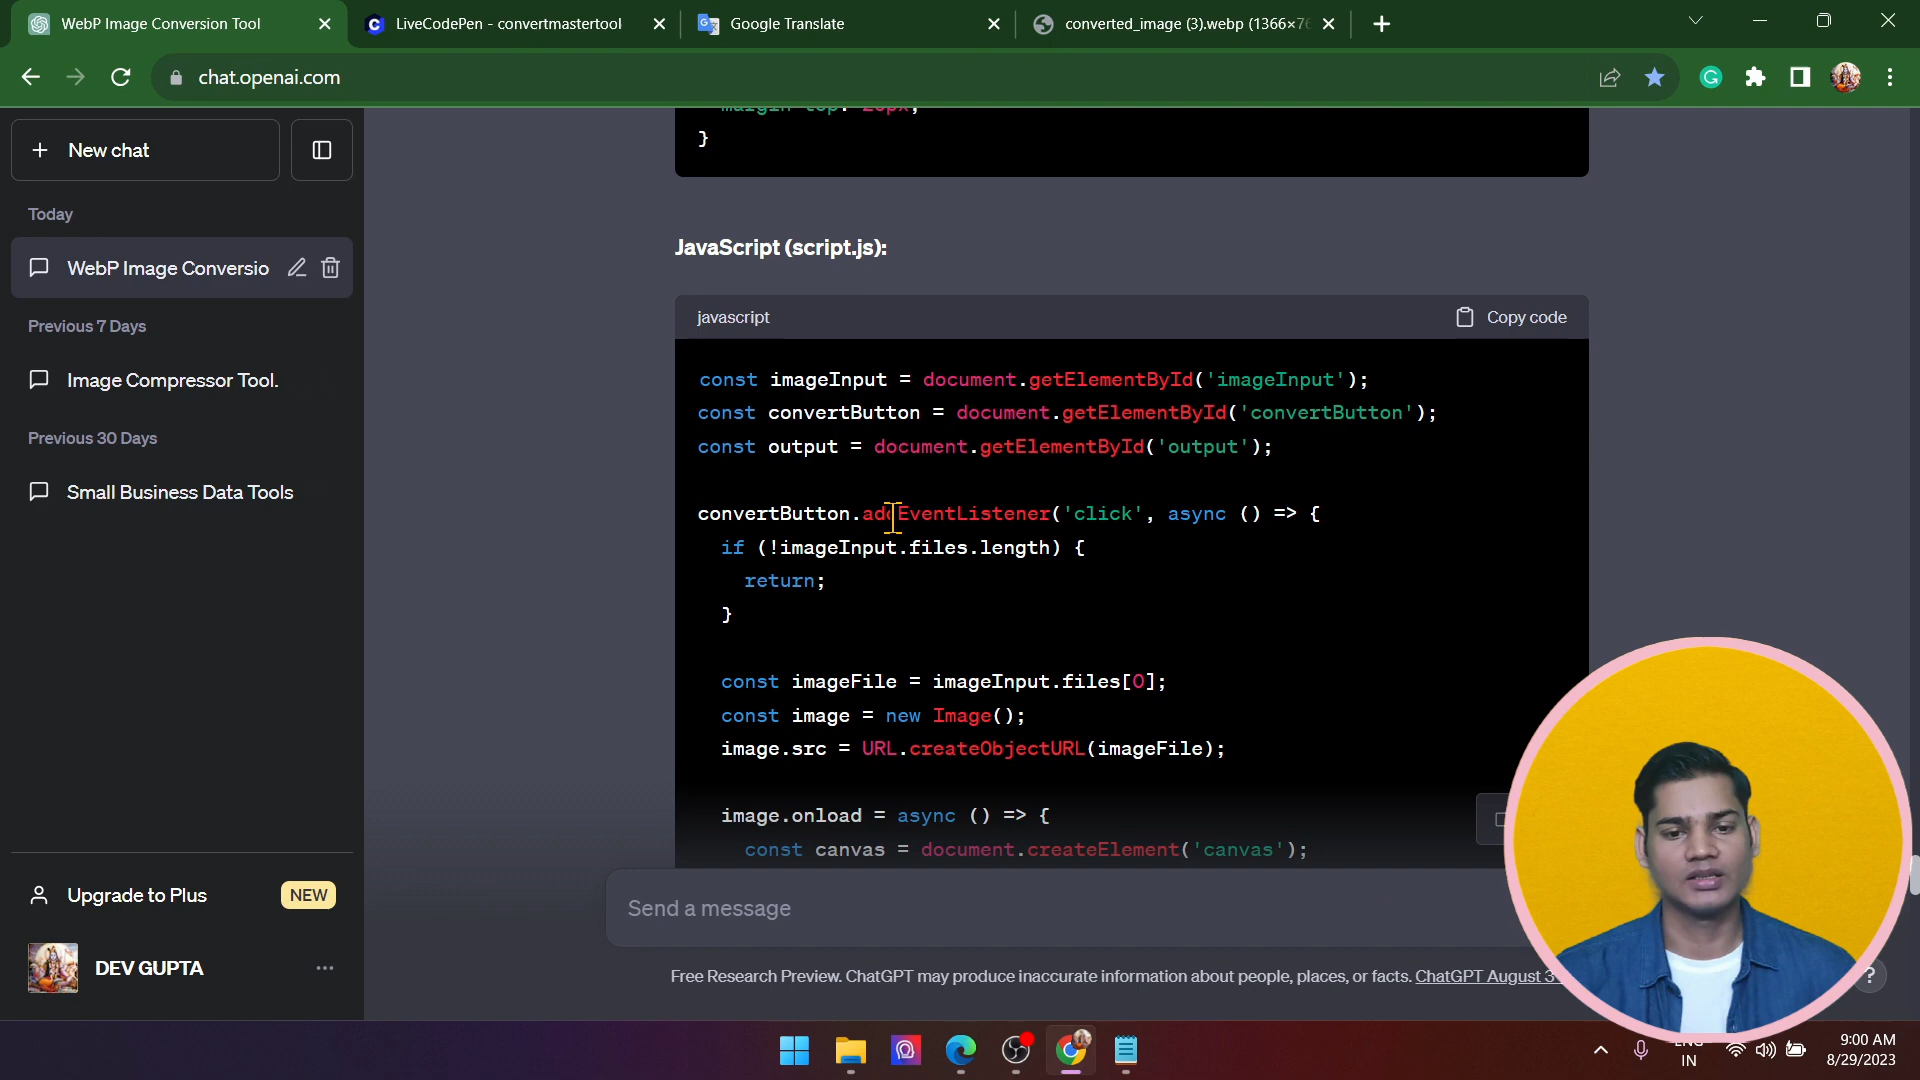 WebP Image Conversion Tool
LiveCodePen - convertmastertool
Google Translate
converted_image (3).webp (1366×76
chat.openai.com
New chat
Today
WebP Image Conversio
Previous 7 Days
Image Compressor Tool.
Previous 30 Days
Small Business Data Tools
Upgrade to Plus
NEW
DEV GUPTA
margin-top: 20px;
}
JavaScript (script.js):
javascript
Copy code
const imageInput = document.getElementById('imageInput');
const convertButton = document.getElementById('convertButton');
const output = document.getElementById('output');
convertButton.addEventListener('click', async () => {
if (!imageInput.files.length) {
return;
}
const imageFile = imageInput.files[0];
const image = new Image();
image.src = URL.createObjectURL(imageFile);
image.onload = async () => {
const canvas = document.createElement('canvas');
Send a message
Free Research Preview. ChatGPT may produce inaccurate information about people, places, or facts. ChatGPT August 3
?
ENG
IN
9:00 AM
8/29/2023